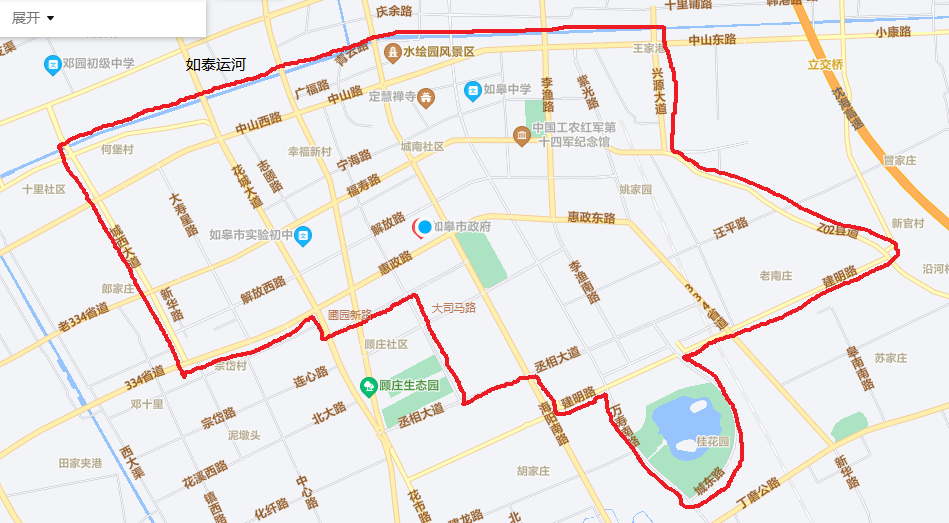 展开
庆余路
十里铺路
小康路
中山东路
青云路
水绘园风景区
王家港
邓园初级中学
如泰运河
立交桥
广福路
中山路
定慧禅寺
如皋中学
李渔路
紫光路
兴源大道
沈海高速
中山西路
中国工农红军第
十四军纪念馆
何堡村
幸福新村
宁海路
城南社区
冒家庄
花城大道
志颐路
十里社区
福寿路
姚家园
大寿星路
解放路
如皋市政府
惠政东路
汪平路
Z02县道
新官村
城西大道
如皋市实验初中
惠政路
李渔南路
老南庄
建明路
沿河村
郎家庄
新华路
解放西路
334省道
老334省道
圃园新路
大司马路
顾庄社区
丞相大道
皋南南路
苏家庄
宗岱村
334省道
连心路
顾庄生态园
邓十里
宗岱路
北大路
丞相大道
建明路
海阳南路
万寿南路
泥墩头
桂花园
田家夹港
西大渠
花溪西路
胡家庄
城东路
新华路
丁磨公路
中心路
镇西路
化纤路
花市路
建龙路
北